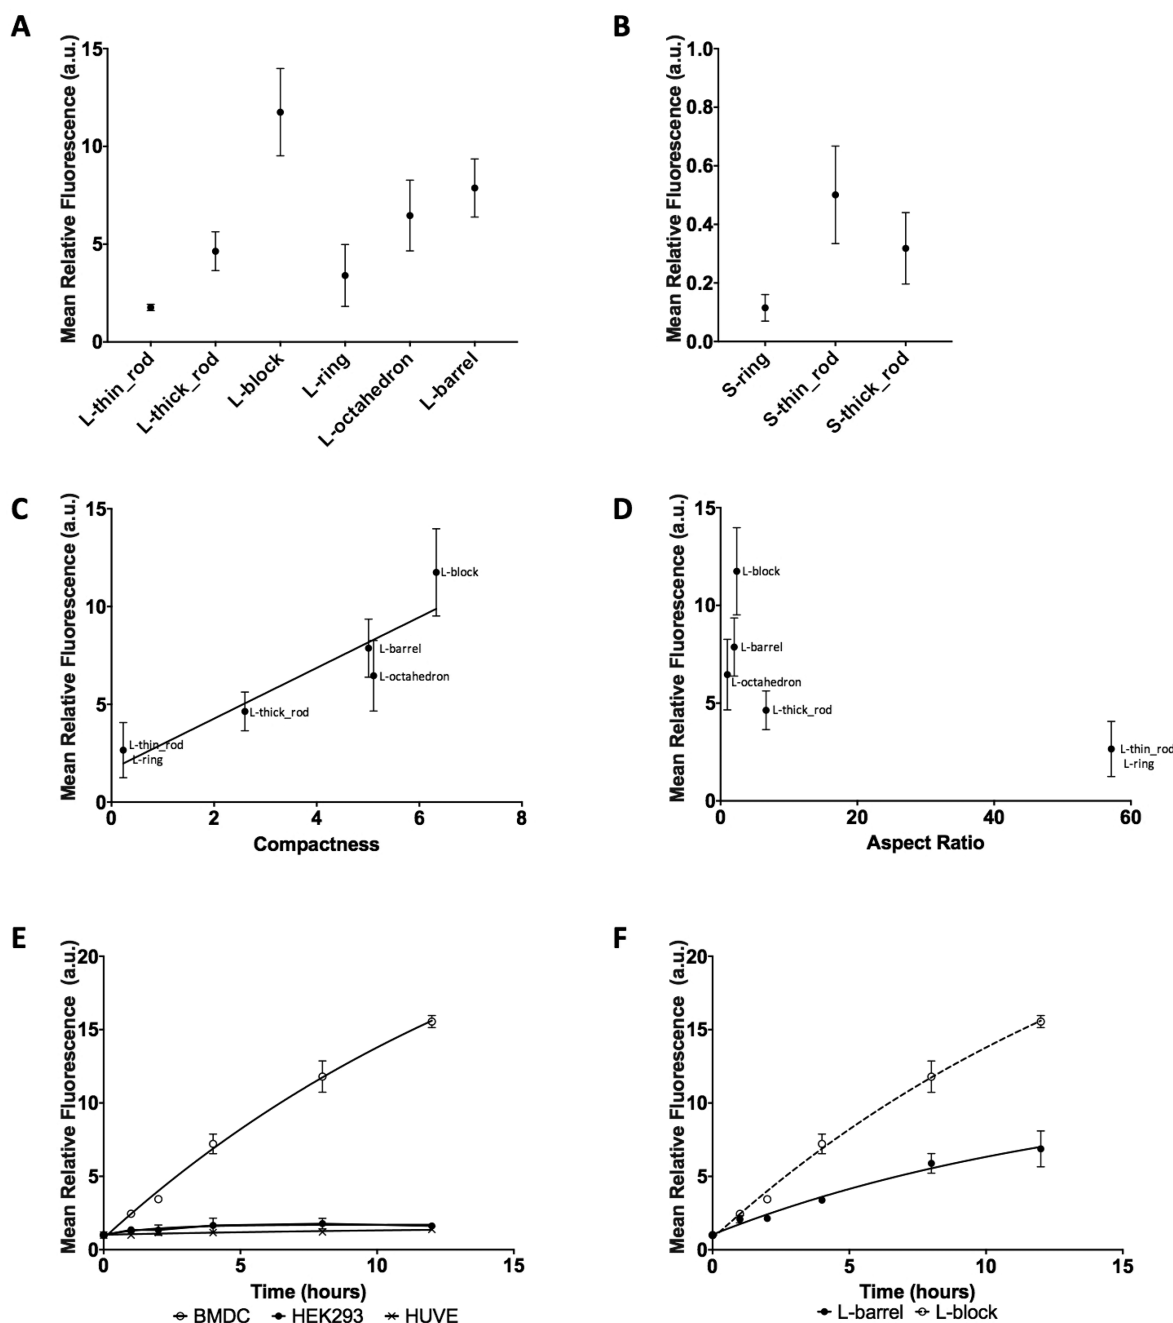 A
Mean Relative Fluorescence (a.u.)
15
10
5
0
L-thin_rod
L-thick_rod
L-block
L-ring
L-octahedron
L-barrel
B
Mean Relative Fluorescence (a.u.)
1.0
0.8
0.6
0.4
0.2
0.0
S-ring
S-thin_rod
S-thick_rod
C
Mean Relative Fluorescence (a.u.)
15
10
5
0
L-block
L-barrel
L-octahedron
L-thick_rod
L-thin_rod
L-ring
0 2 4 6 8
Compactness
D
Mean Relative Fluorescence (a.u.)
15
10
5
0
L-block
L-barrel
L-octahedron
L-thick_rod
L-thin_rod
L-ring
0 20 40 60
Aspect Ratio
E
Mean Relative Fluorescence (a.u.)
20
15
10
5
0
0 5 10 15
Time (hours)
BMDC HEK293 HUVE
F
Mean Relative Fluorescence (a.u.)
20
15
10
5
0
0 5 10 15
Time (hours)
L-barrel L-block